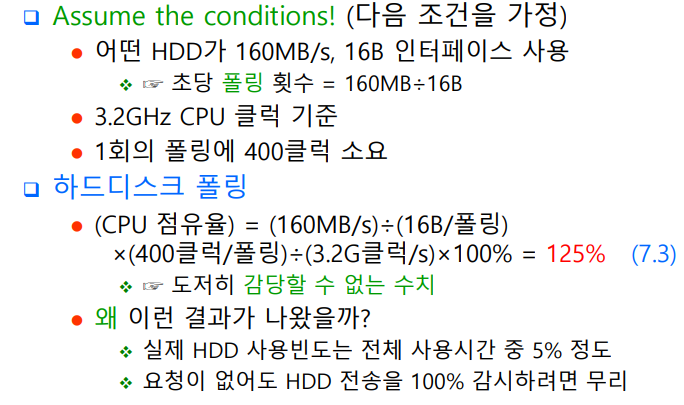 ❑ Assume the conditions! (다음 조건을 가정)
● 어떤 HDD가 160MB/s, 16B 인터페이스 사용
❖ ☞ 초당 폴링 횟수 = 160MB÷16B
● 3.2GHz CPU 클럭 기준
● 1회의 폴링에 400클럭 소요
❑ 하드디스크 폴링
● (CPU 점유율) = (160MB/s)÷(16B/폴링)
×(400클럭/폴링)÷(3.2G클럭/s)×100% = 125% (7.3)
❖ ☞ 도저히 감당할 수 없는 수치
● 왜 이런 결과가 나왔을까?
❖ 실제 HDD 사용빈도는 전체 사용시간 중 5% 정도
❖ 요청이 없어도 HDD 전송을 100% 감시하려면 무리